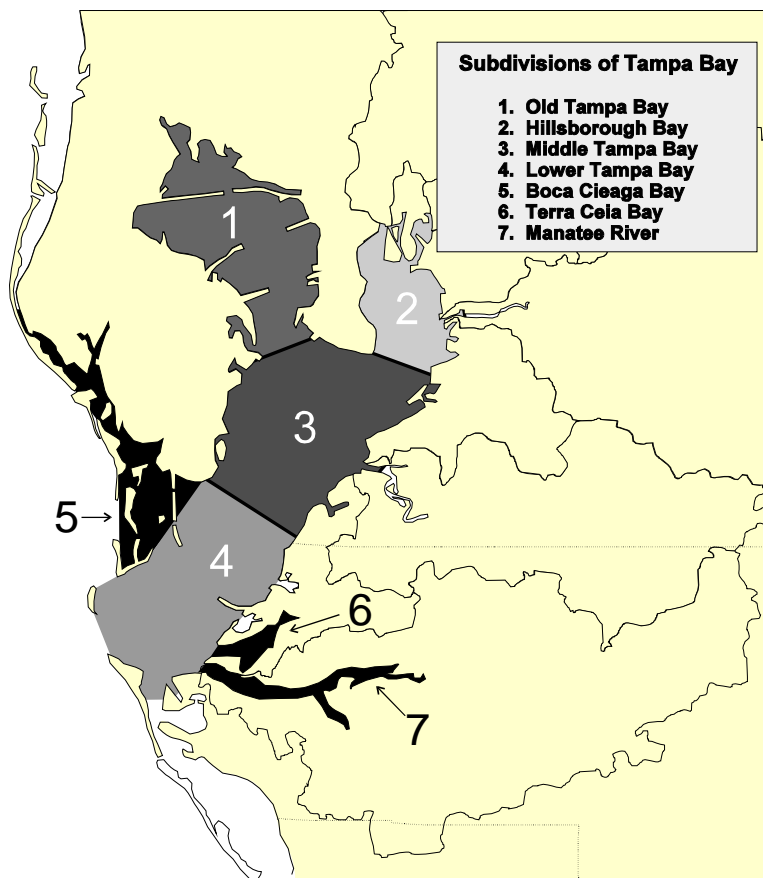 Subdivisions of Tampa Bay
1. Old Tampa Bay
2. Hillsborough Bay
3. Middle Tampa Bay
4. Lower Tampa Bay
5. Boca Cieaga Bay
6. Terra Ceia Bay
7. Manatee River
1
2
3
5
4
6
7